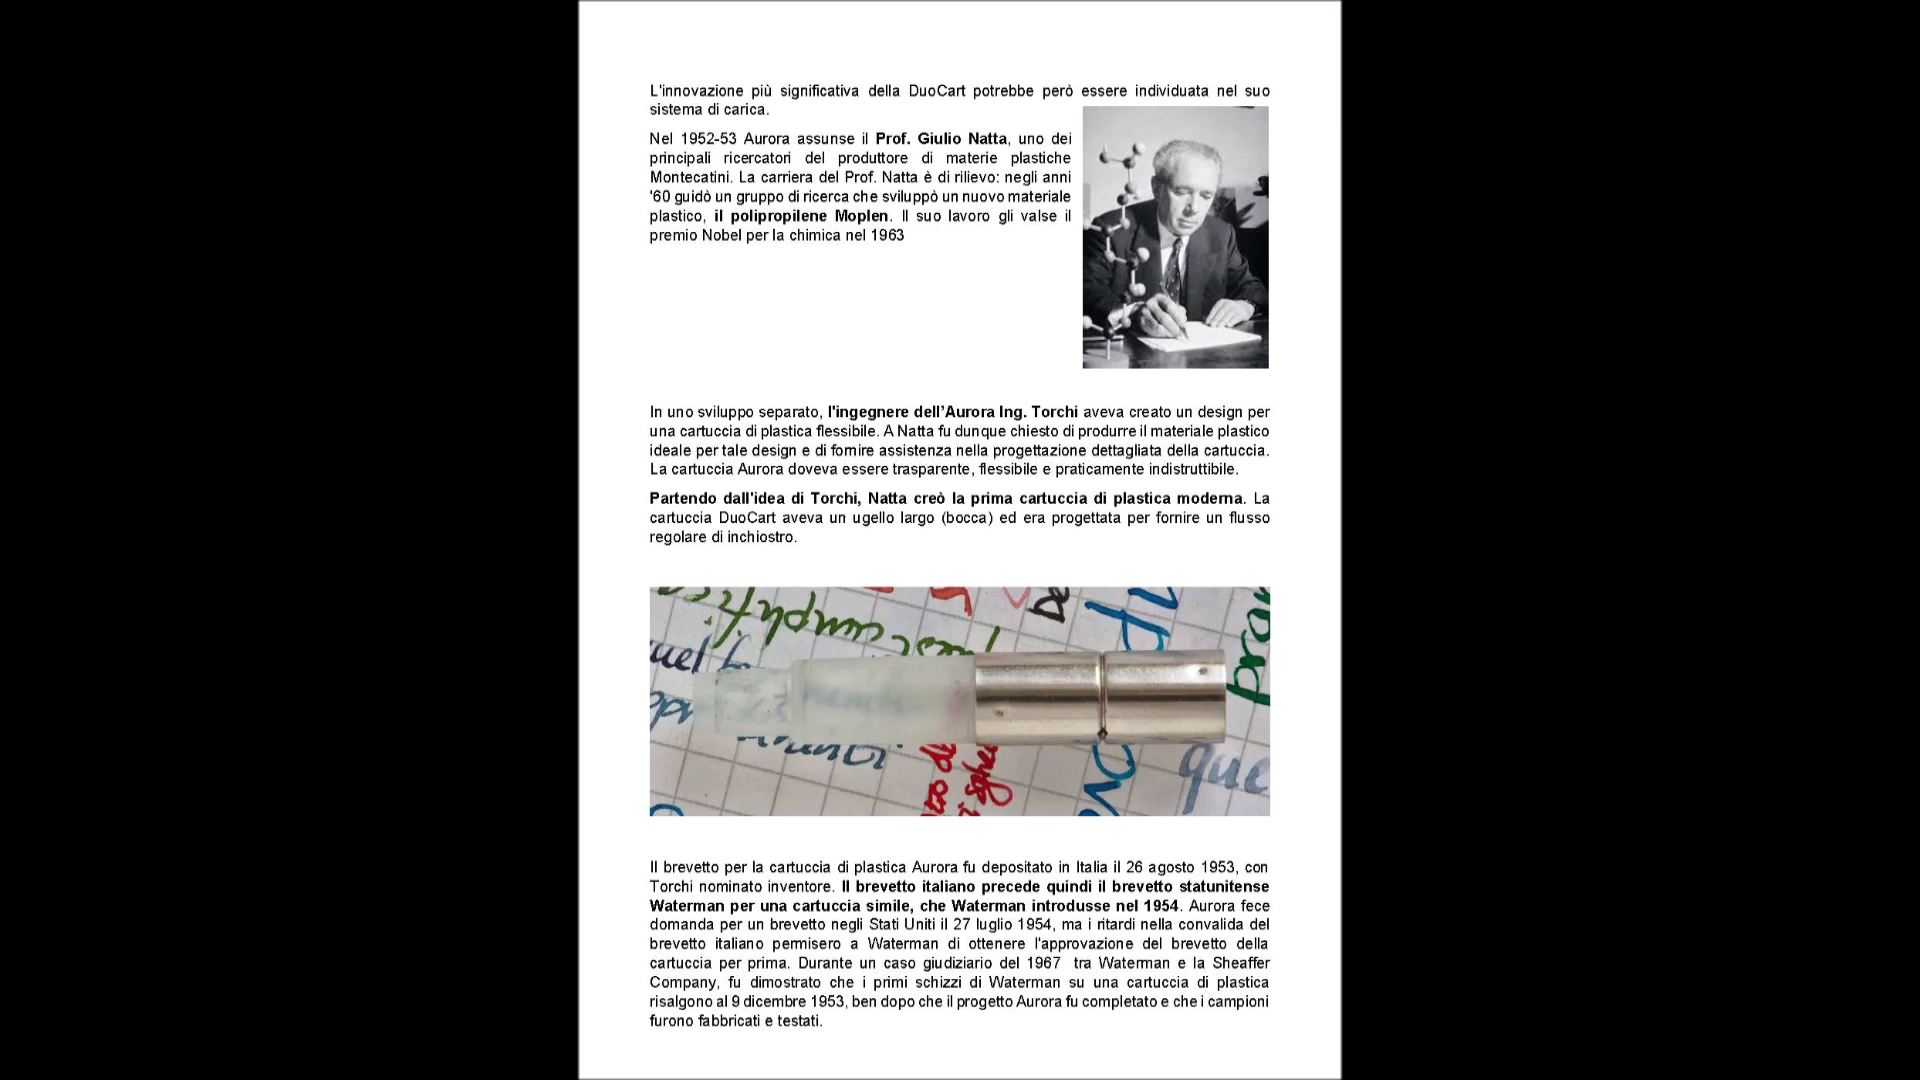 L'innovazione più significativa della DuoCart potrebbe però essere individuata nel suo
sistema di carica.
Nel 1952-53 Aurora assunse il Prof. Giulio Natta, uno dei
principali ricercatori del produttore di materie plastiche
Montecatini. La carriera del Prof. Natta è di rilievo: negli anni
'60 guidò un gruppo di ricerca che sviluppò un nuovo materiale
plastico, il polipropilene Moplen. Il suo lavoro gli valse il
premio Nobel per la chimica nel 1963
In uno sviluppo separato, l'ingegnere dell'Aurora Ing. Torchi aveva creato un design per
una cartuccia di plastica flessibile. A Natta fu dunque chiesto di produrre il materiale plastico
ideale per tale design e di fornire assistenza nella progettazione dettagliata della cartuccia.
La cartuccia Aurora doveva essere trasparente, flessibile e praticamente indistruttibile.
Partendo dall'idea di Torchi, Natta creò la prima cartuccia di plastica moderna. La
cartuccia DuoCart aveva un ugello largo (bocca) ed era progettata per fornire un flusso
regolare di inchiostro.
que
Il brevetto per la cartuccia di plastica Aurora fu depositato in Italia il 26 agosto 1953, con
Torchi nominato inventore. Il brevetto italiano precede quindi il brevetto statunitense
Waterman per una cartuccia simile, che Waterman introdusse nel 1954. Aurora fece
domanda per un brevetto negli Stati Uniti il 27 luglio 1954, ma i ritardi nella convalida del
brevetto italiano permisero a Waterman di ottenere l'approvazione del brevetto della
cartuccia per prima. Durante un caso giudiziario del 1967 tra Waterman e la Sheaffer
Company, fu dimostrato che i primi schizzi di Waterman su una cartuccia di plastica
risalgono al 9 dicembre 1953, ben dopo che il progetto Aurora fu completato e che i campioni
furono fabbricati e testati.